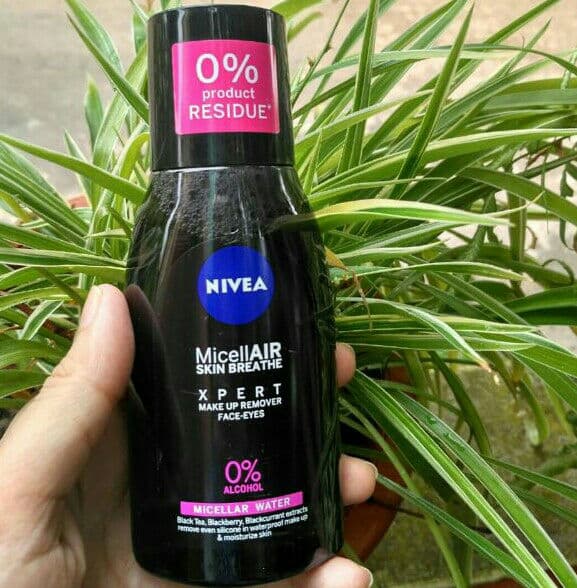 0%
product
RESIDUE*
NIVEA
MicellAIR
SKIN BREATHE
XPERT
MAKE UP REMOVER
FACE-EYES
0%
ALCOHOL
MICELLAR WATER
Black Tea, Blackberry, Blackcurrant extracts
remove even silicone in waterproof make up
& moisturize skin